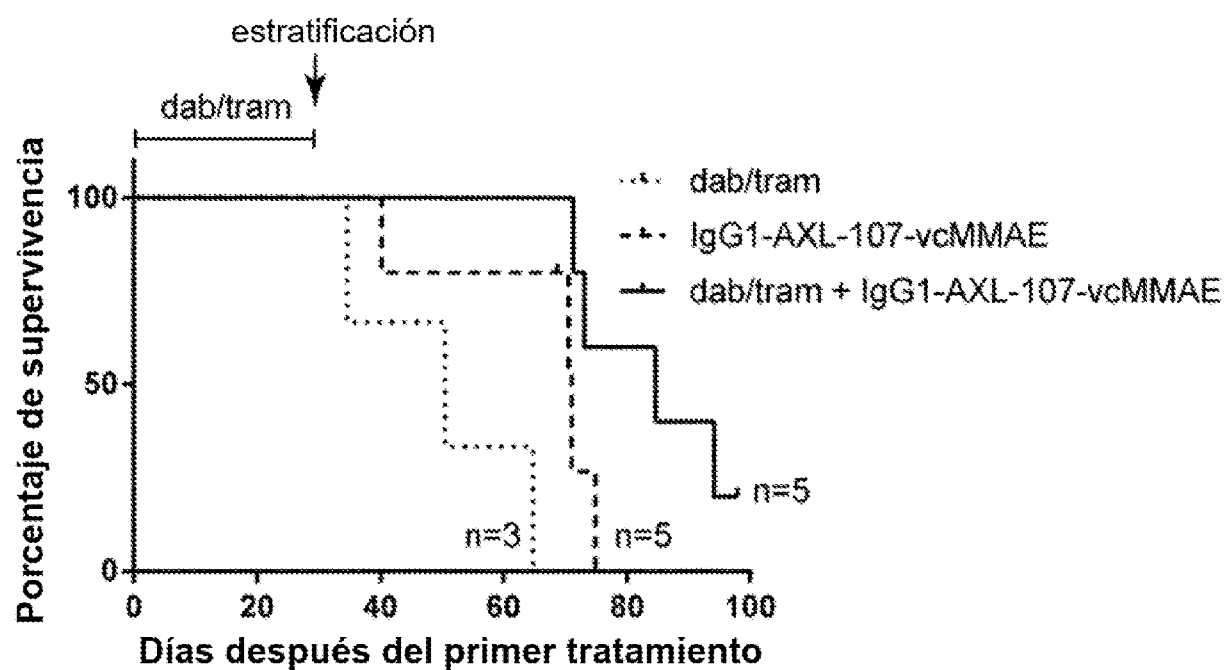 estratificación
dab/tram
Porcentaje de supervivencia
100
50
0
dab/tram
IgG1-AXL-107-vcMMAE
dab/tram + IgG1-AXL-107-vcMMAE
n=3
n=5
n=5
0 20 40 60 80 100
Días después del primer tratamiento